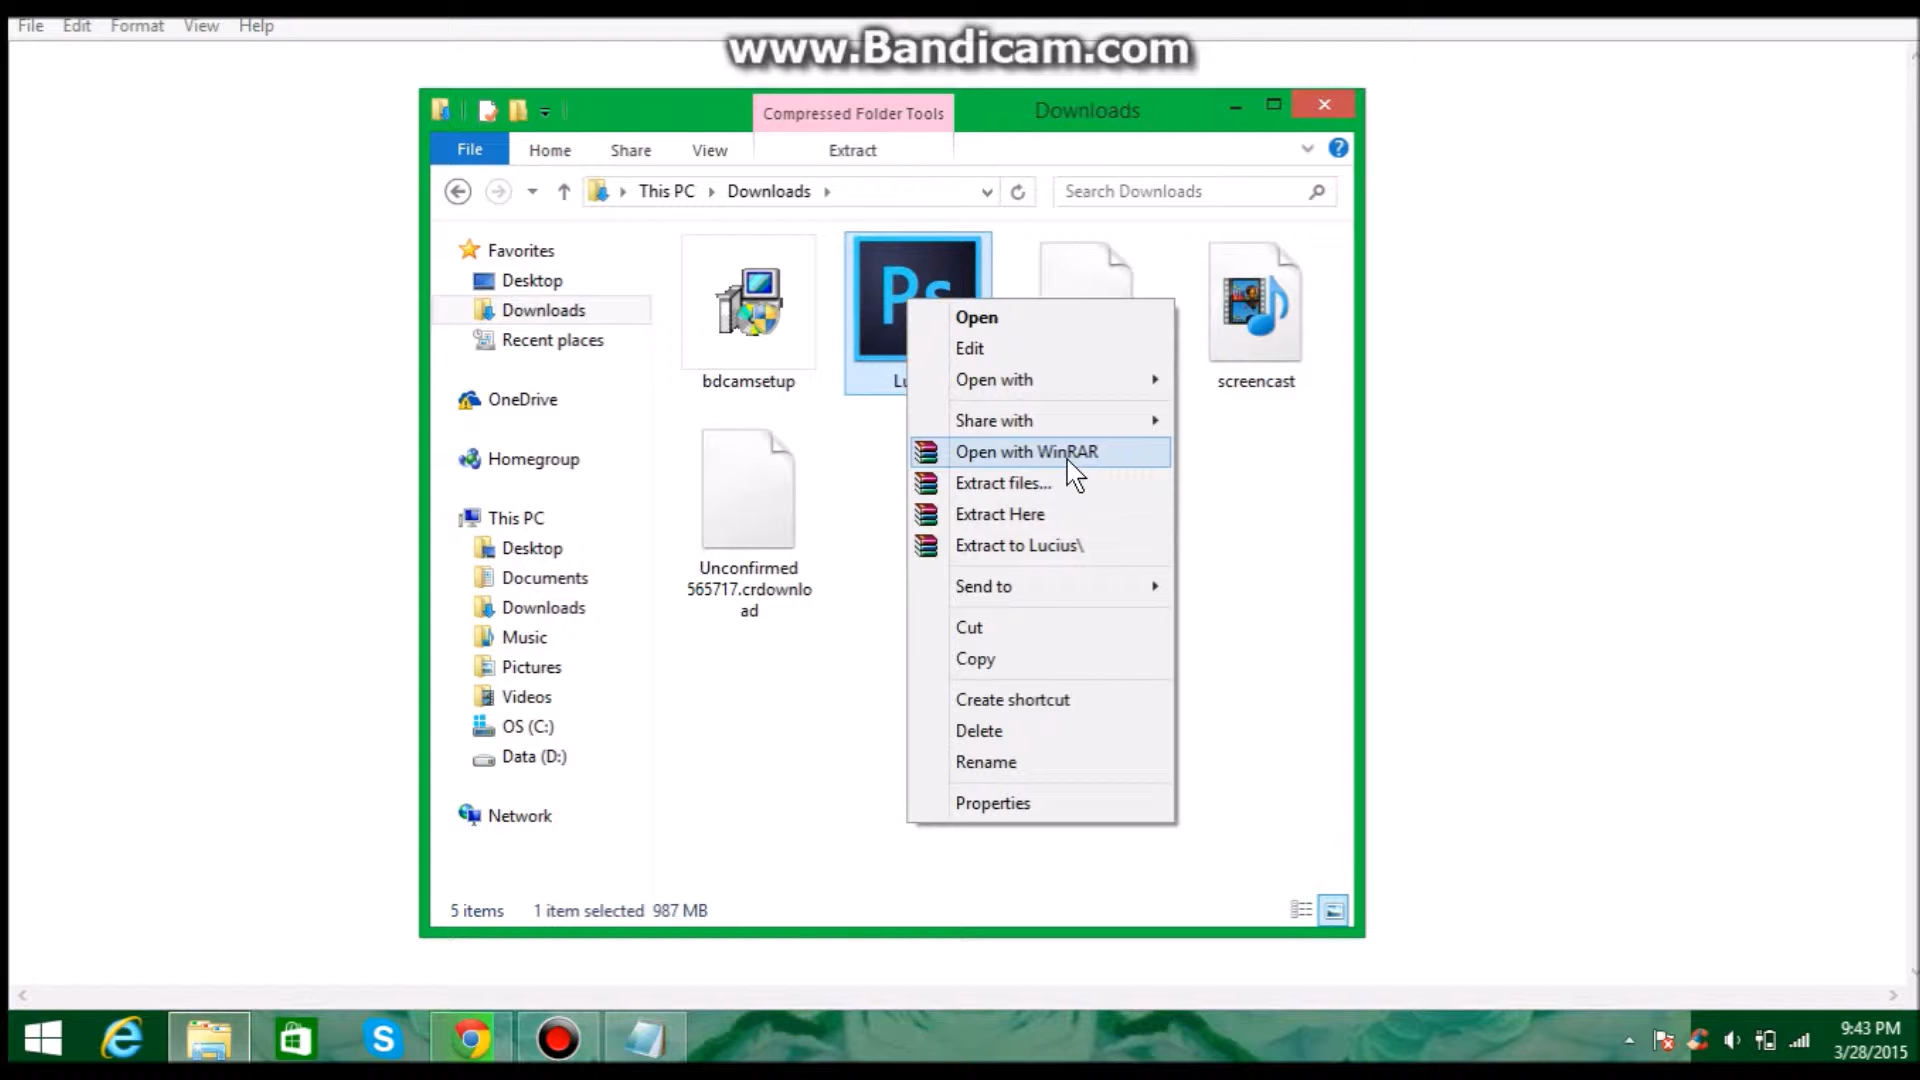 File Edit Format View Help
www.Bandicam.com
Compressed Folder Tools
Downloads
File Home Share View Extract
This PC Downloads
Search Downloads
Favorites
Desktop
Downloads
Recent places
OneDrive
Homegroup
This PC
Desktop
Documents
Downloads
Music
Pictures
Videos
OS (C:)
Data (D:)
Network
bdcamsetup
Ps
screencast
Unconfirmed
565717.crdownlo
ad
Open
Edit
Open with
Share with
Open with WinRAR
Extract files...
Extract Here
Extract to Lucius\
Send to
Cut
Copy
Create shortcut
Delete
Rename
Properties
5 items 1 item selected 987 MB
9:43 PM
3/28/2015